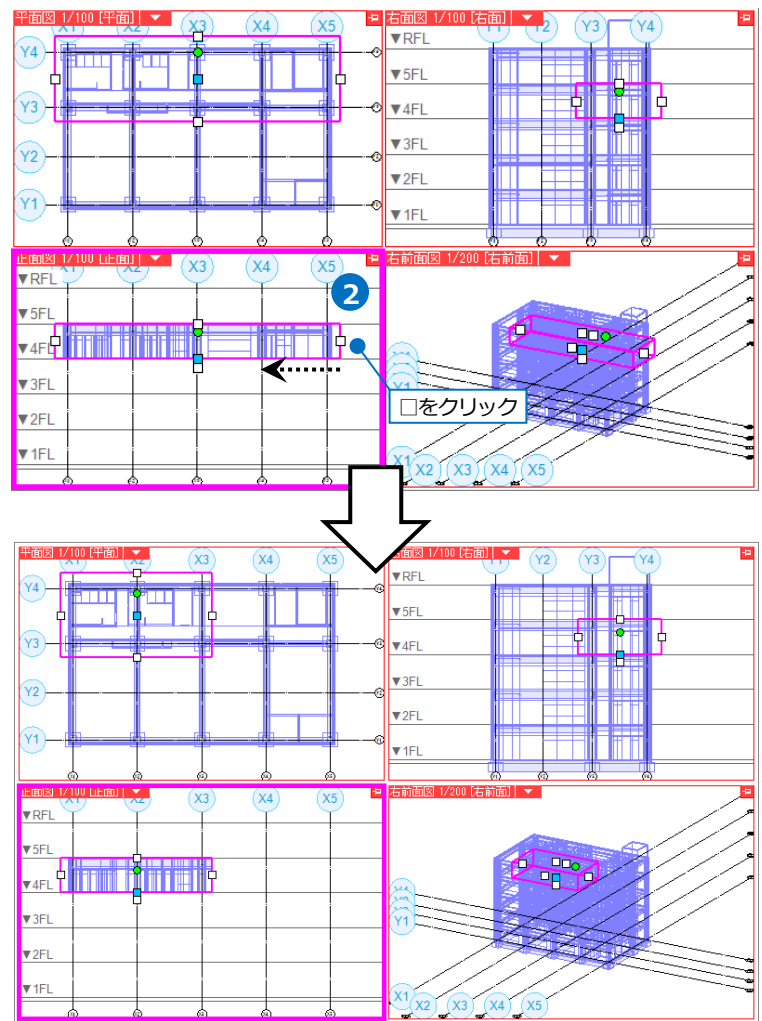 平面図 1/100 [平面]
X1 X2 X3 X4 X5
Y4
Y3
Y2
Y1
右面図 1/100 [右面]
Y1 Y2 Y3 Y4
▼RFL
▼5FL
▼4FL
▼3FL
▼2FL
▼1FL
正面図 1/100 [正面]
X1 X2 X3 X4 X5
▼RFL
▼5FL
▼4FL
▼3FL
▼2FL
▼1FL
2
□をクリック
右前面図 1/200 [右前面]
Y1
X1 X2 X3 X4 X5
平面図 1/100 [平面]
X1 X2 X3 X4 X5
Y4
Y3
Y2
Y1
右面図 1/100 [右面]
Y1 Y2 Y3 Y4
▼RFL
▼5FL
▼4FL
▼3FL
▼2FL
▼1FL
正面図 1/100 [正面]
X1 X2 X3 X4 X5
▼RFL
▼5FL
▼4FL
▼3FL
▼2FL
▼1FL
右前面図 1/200 [右前面]
Y1
X1 X2 X3 X4 X5